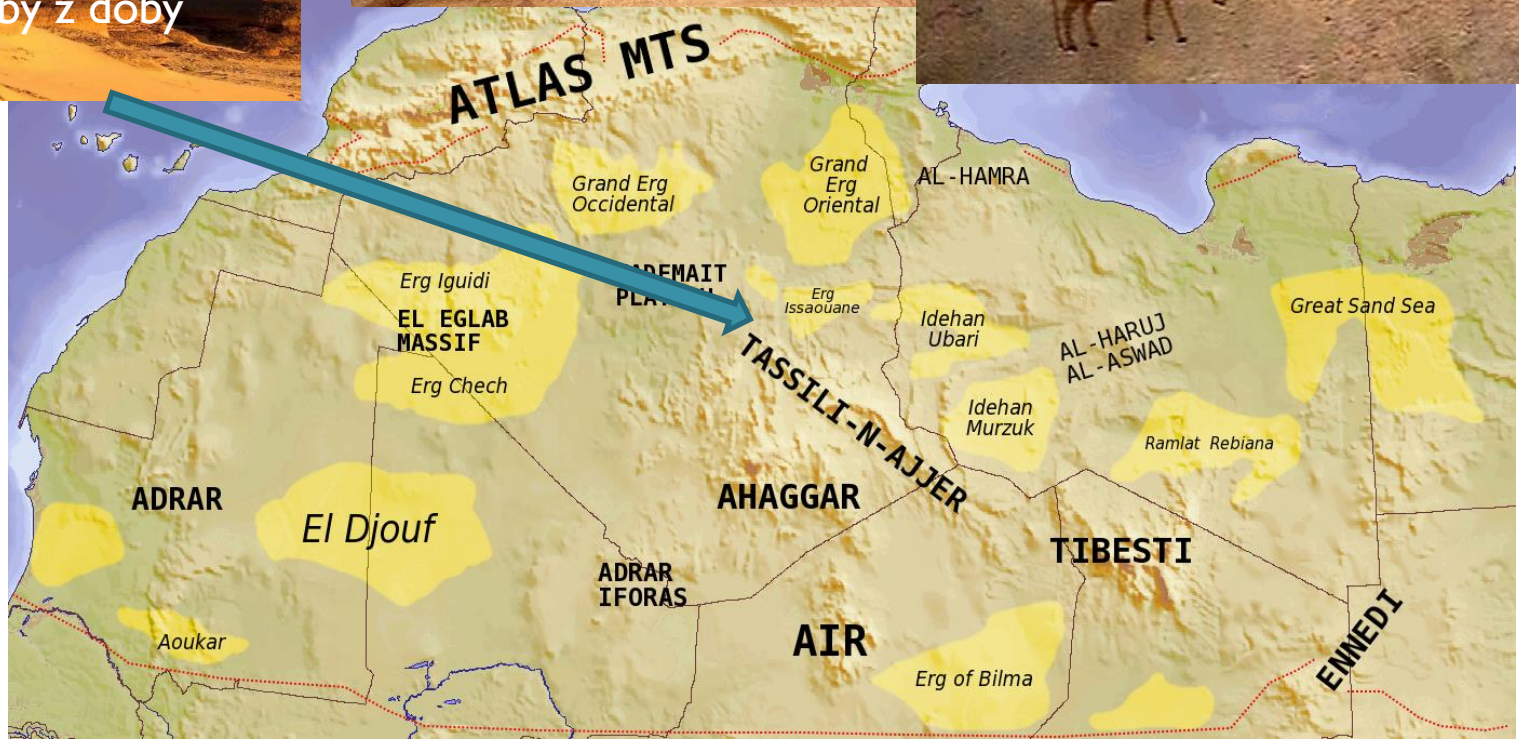 by z doby
ATLAS MTS
Grand Erg
Occidental
Grand
Erg
Oriental
AL-HAMRA
Erg Iguidi
EL EGLAB
MASSIF
Erg Chech
Erg
Issaouane
Idehan
Ubari
AL-HARUJ
AL-ASWAD
Great Sand Sea
TASSILI-N-AJJER
Idehan
Murzuk
Ramlat Rebiana
ADRAR
El Djouf
AHAGGAR
TIBESTI
ADRAR
IFORAS
Aoukar
AIR
Erg of Bilma
ENNEDI